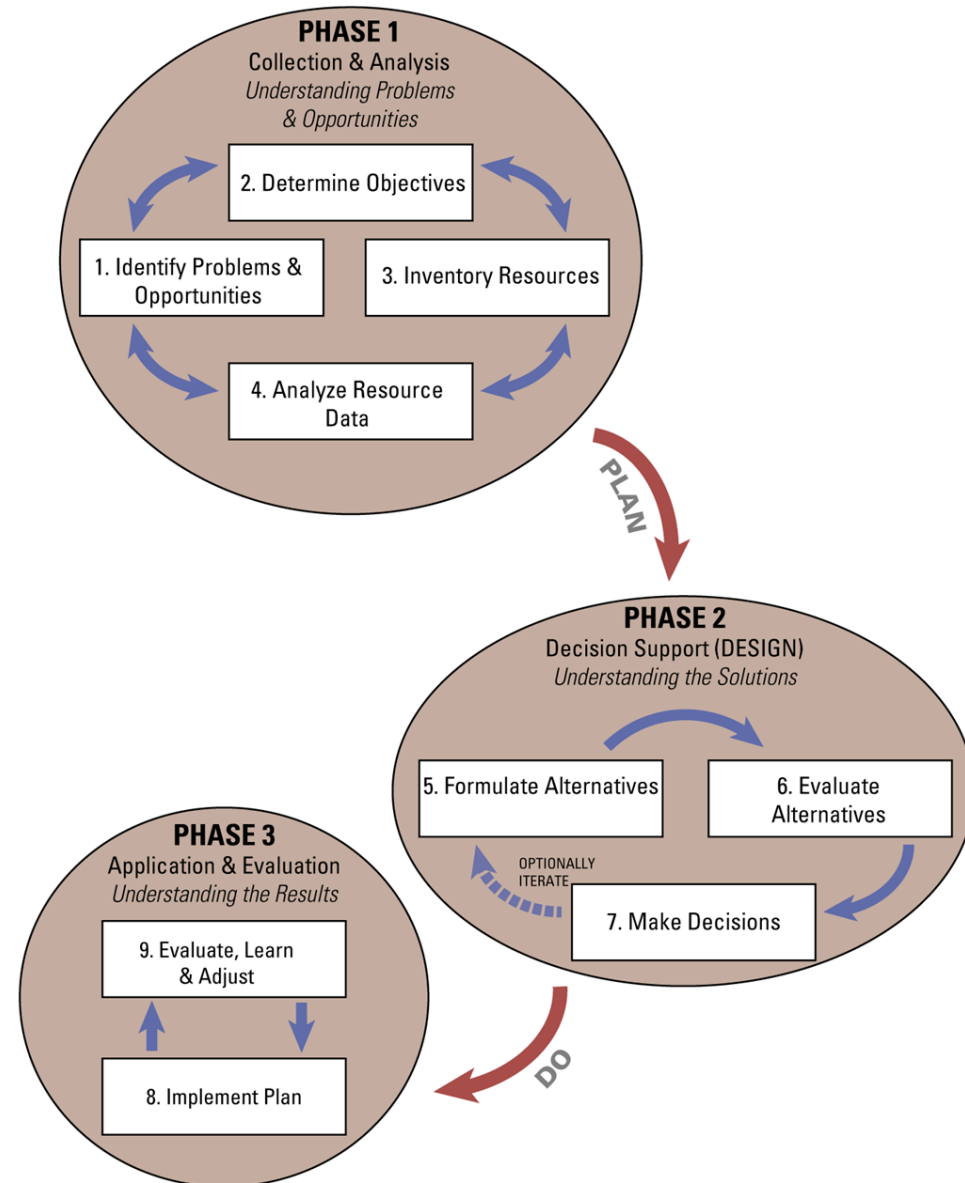 PHASE 1
Collection & Analysis
Understanding Problems
& Opportunities
2. Determine Objectives
1. Identify Problems &
Opportunities
3. Inventory Resources
4. Analyze Resource
Data
PLAN
PHASE 2
Decision Support (DESIGN)
Understanding the Solutions
5. Formulate Alternatives
6. Evaluate
Alternatives
OPTIONALLY
ITERATE
7. Make Decisions
DO
PHASE 3
Application & Evaluation
Understanding the Results
9. Evaluate, Learn
& Adjust
8. Implement Plan